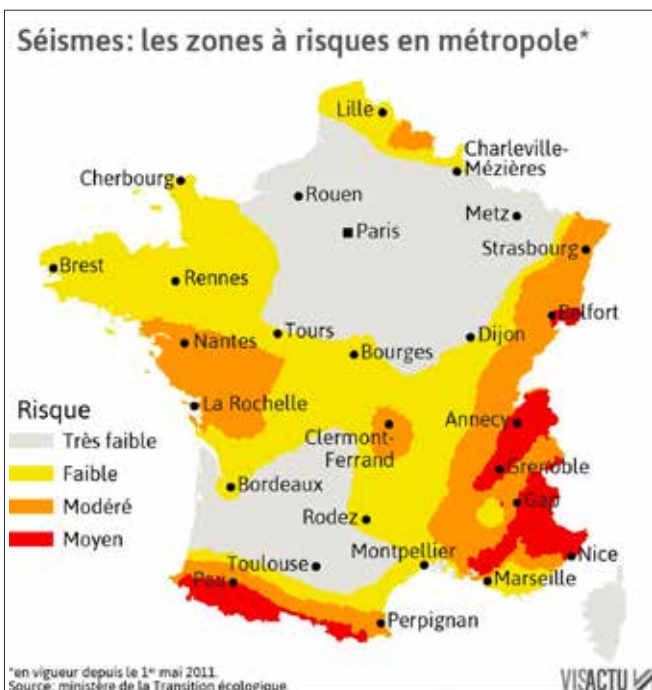 Séismes: les zones à risques en métropole*
Lille
Charleville-
Mézières
Cherbourg
Rouen
Metz
Paris
Strasbourg
Brest
Rennes
Belfort
Tours
Dijon
Nantes
Bourges
La Rochelle
Annecy
Clermont-
Ferrand
Grenoble
Bordeaux
Gap
Rodez
Montpellier
Nice
Toulouse
Marseille
Pau
Perpignan
Risque
Très faible
Faible
Modéré
Moyen
*en vigueur depuis le 1er mai 2011.
Source: ministère de la Transition écologique.
VISACTU